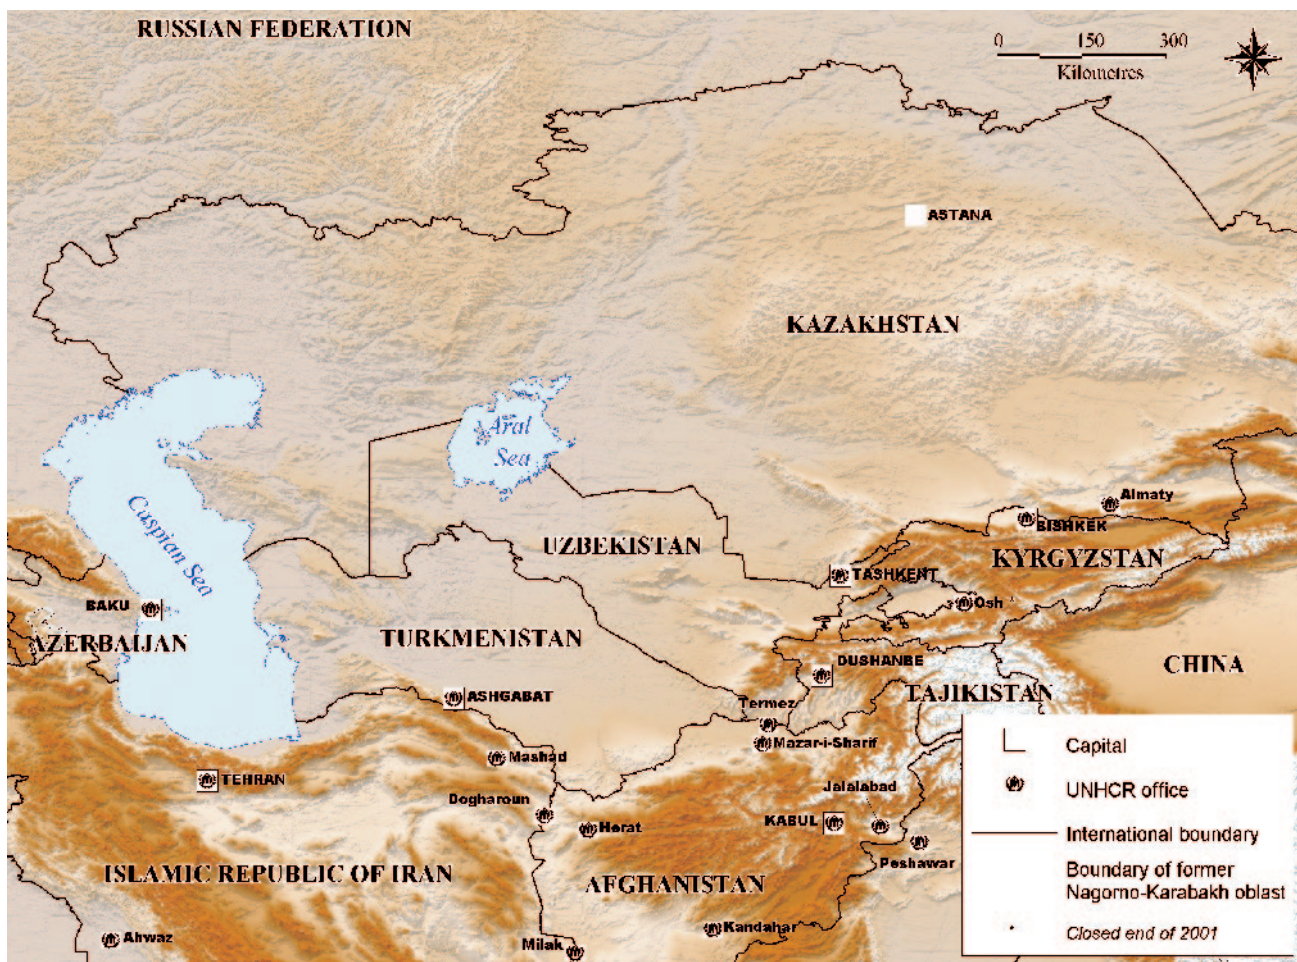 RUSSIAN FEDERATION
0 150 300
Kilometres
ASTANA
KAZAKHSTAN
Aral
Sea
Caspian Sea
Almaty
BISHKEK
UZBEKISTAN
KYRGYZSTAN
TASHKENT
BAKU
Osh
AZERBAIJAN
TURKMENISTAN
CHINA
DUSHANBE
TAJIKISTAN
ASHGABAT
Termez
Mazar-i-Sharif
Mashad
TEHRAN
Jalalabad
Dogharoun
KABUL
Herat
Peshawar
ISLAMIC REPUBLIC OF IRAN
AFGHANISTAN
Kandahar
Ahwaz
Milak
Capital
UNHCR office
International boundary
Boundary of former
Nagorno-Karabakh oblast
Closed end of 2001